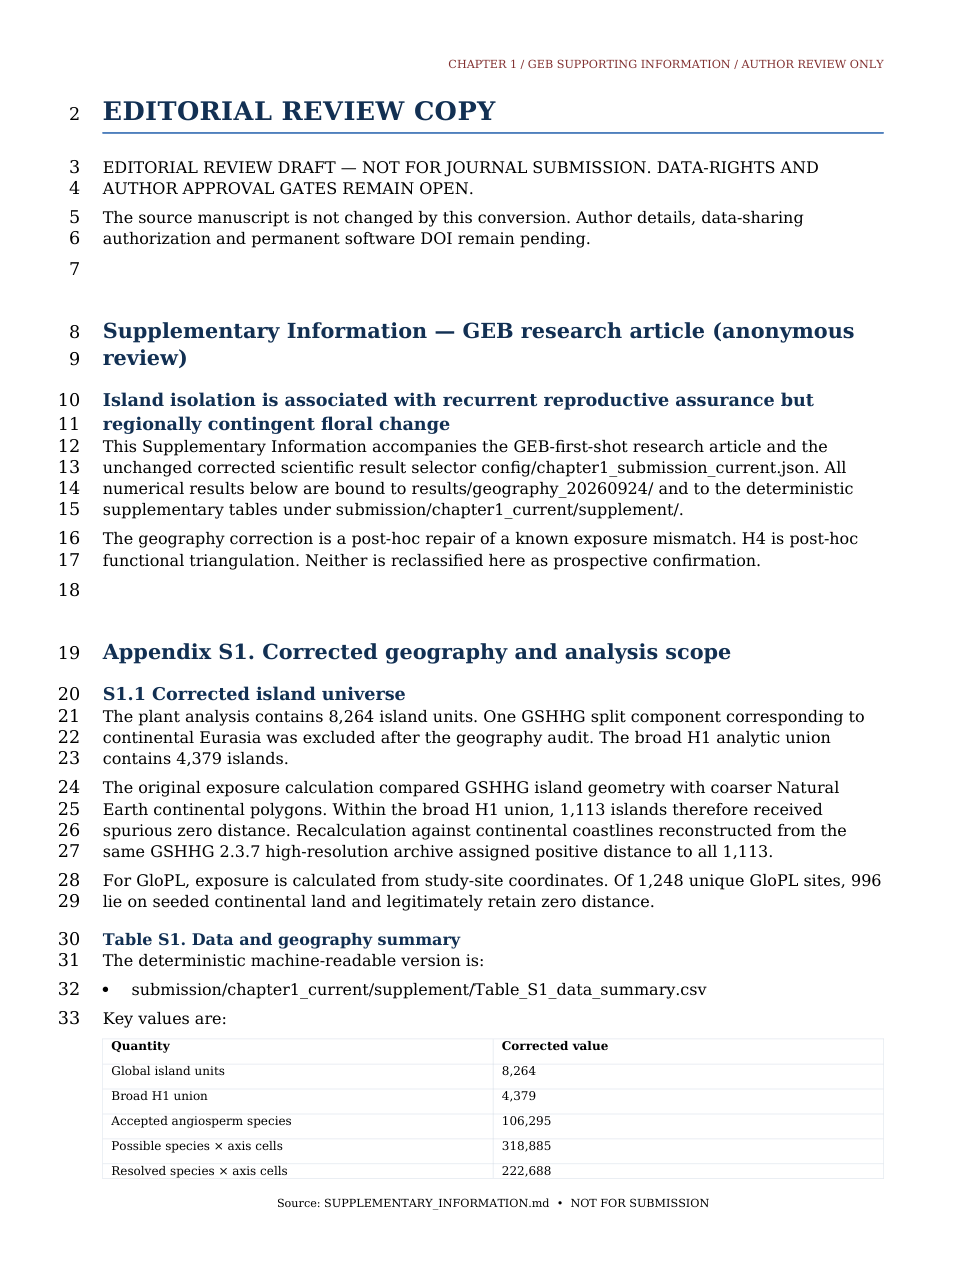 CHAPTER 1 / GEB SUPPORTING INFORMATION / AUTHOR REVIEW ONLY
2 EDITORIAL REVIEW COPY
3 EDITORIAL REVIEW DRAFT — NOT FOR JOURNAL SUBMISSION. DATA-RIGHTS AND
4 AUTHOR APPROVAL GATES REMAIN OPEN.
5 The source manuscript is not changed by this conversion. Author details, data-sharing
6 authorization and permanent software DOI remain pending.
7
8 Supplementary Information — GEB research article (anonymous
9 review)
10 Island isolation is associated with recurrent reproductive assurance but
11 regionally contingent floral change
12 This Supplementary Information accompanies the GEB-first-shot research article and the
13 unchanged corrected scientific result selector config/chapter1_submission_current.json. All
14 numerical results below are bound to results/geography_20260924/ and to the deterministic
15 supplementary tables under submission/chapter1_current/supplement/.
16 The geography correction is a post-hoc repair of a known exposure mismatch. H4 is post-hoc
17 functional triangulation. Neither is reclassified here as prospective confirmation.
18
19 Appendix S1. Corrected geography and analysis scope
20 S1.1 Corrected island universe
21 The plant analysis contains 8,264 island units. One GSHHG split component corresponding to
22 continental Eurasia was excluded after the geography audit. The broad H1 analytic union
23 contains 4,379 islands.
24 The original exposure calculation compared GSHHG island geometry with coarser Natural
25 Earth continental polygons. Within the broad H1 union, 1,113 islands therefore received
26 spurious zero distance. Recalculation against continental coastlines reconstructed from the
27 same GSHHG 2.3.7 high-resolution archive assigned positive distance to all 1,113.
28 For GloPL, exposure is calculated from study-site coordinates. Of 1,248 unique GloPL sites, 996
29 lie on seeded continental land and legitimately retain zero distance.
30 Table S1. Data and geography summary
31 The deterministic machine-readable version is:
32 • submission/chapter1_current/supplement/Table_S1_data_summary.csv
33 Key values are:
Quantity Corrected value
Global island units 8,264
Broad H1 union 4,379
Accepted angiosperm species 106,295
Possible species × axis cells 318,885
Resolved species × axis cells 222,688
Source: SUPPLEMENTARY_INFORMATION.md • NOT FOR SUBMISSION